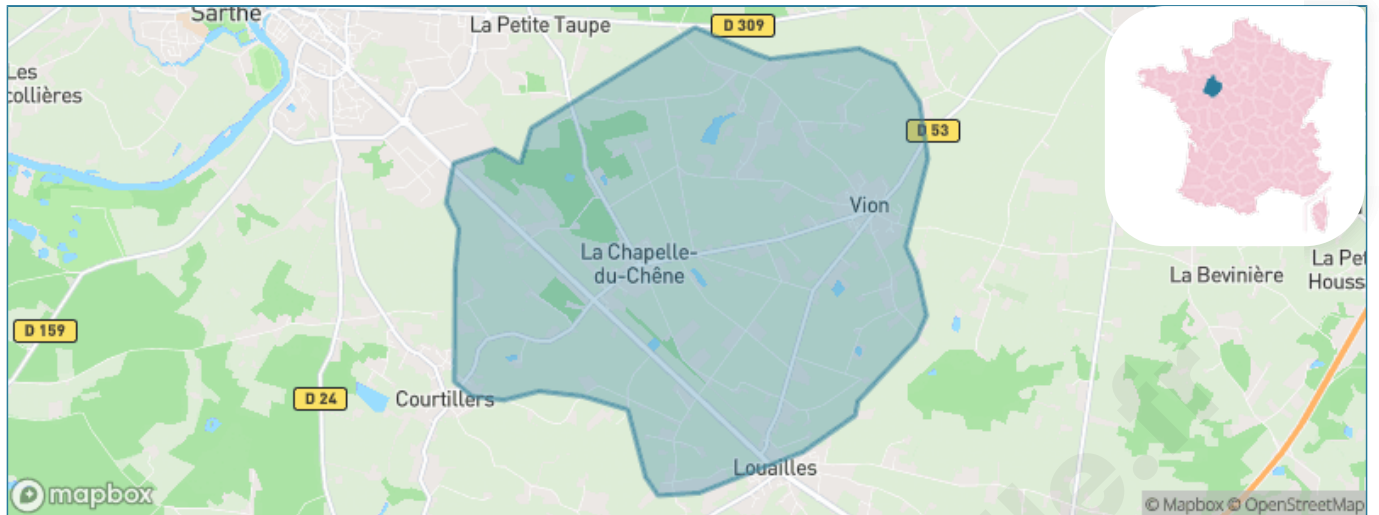 Sarthe
La Petite Taupe
D 309
Les
collières
D 53
Vion
La Chapelle-
du-Chêne
La Pet
La Bevinière
Houss
D 159
D 24
Courtillers
Louailles
mapbox
© Mapbox © OpenStreetMap